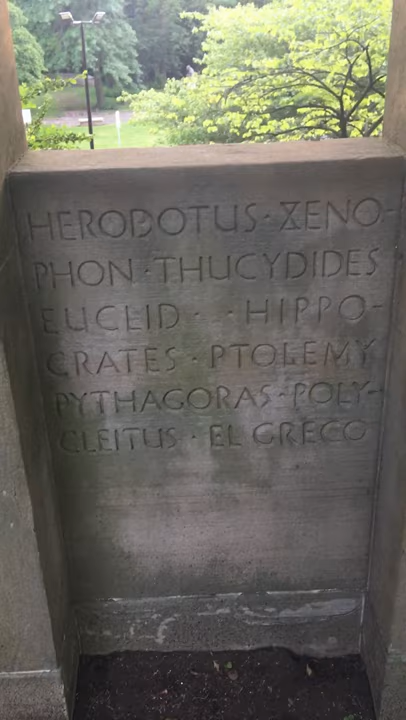 HERODOTUS · XENO-
PHON · THUCYDIDES
EUCLID · · HIPPO-
CRATES · PTOLEMY
PYTHAGORAS · POLY-
CLEITUS · EL GRECO